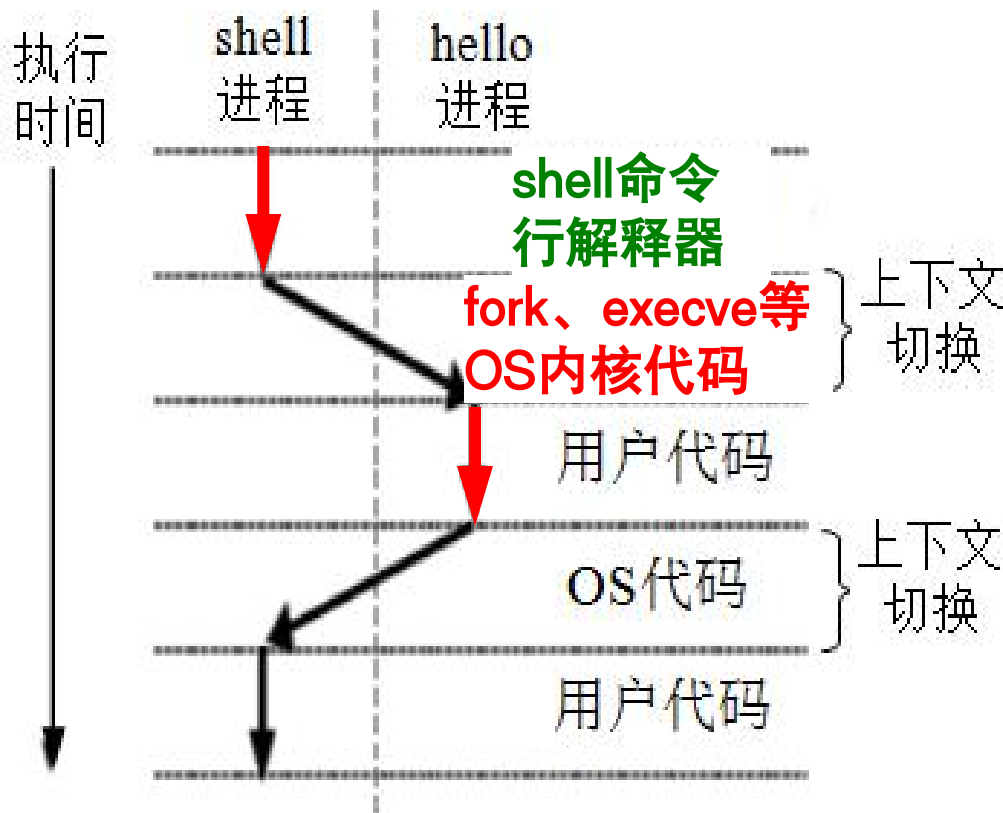 执行
时间
shell
进程
hello
进程
shell命令
行解释器
fork、execve等
OS内核代码
上下文
切换
用户代码
OS代码
上下文
切换
用户代码